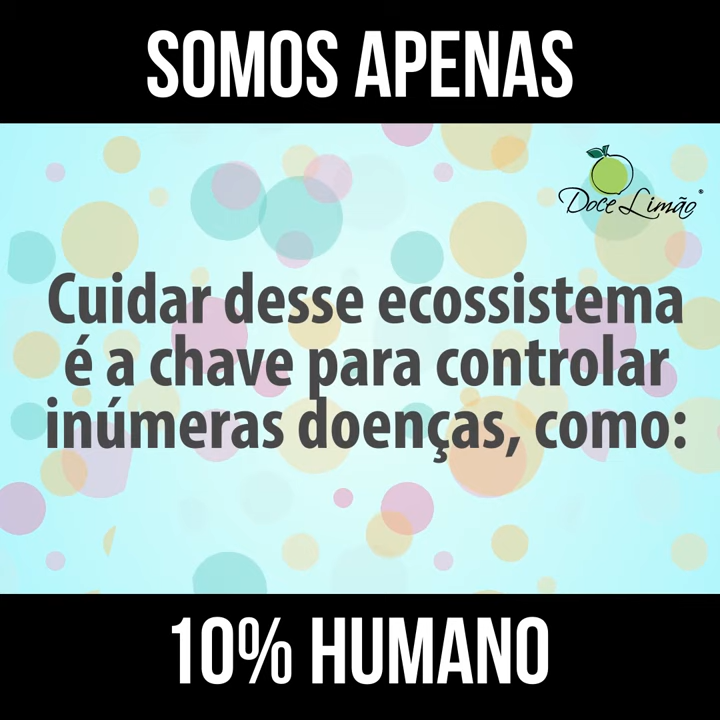 SOMOS APENAS
Doce Limão®
Cuidar desse ecossistema
é a chave para controlar
inúmeras doenças, como:
10% HUMANO